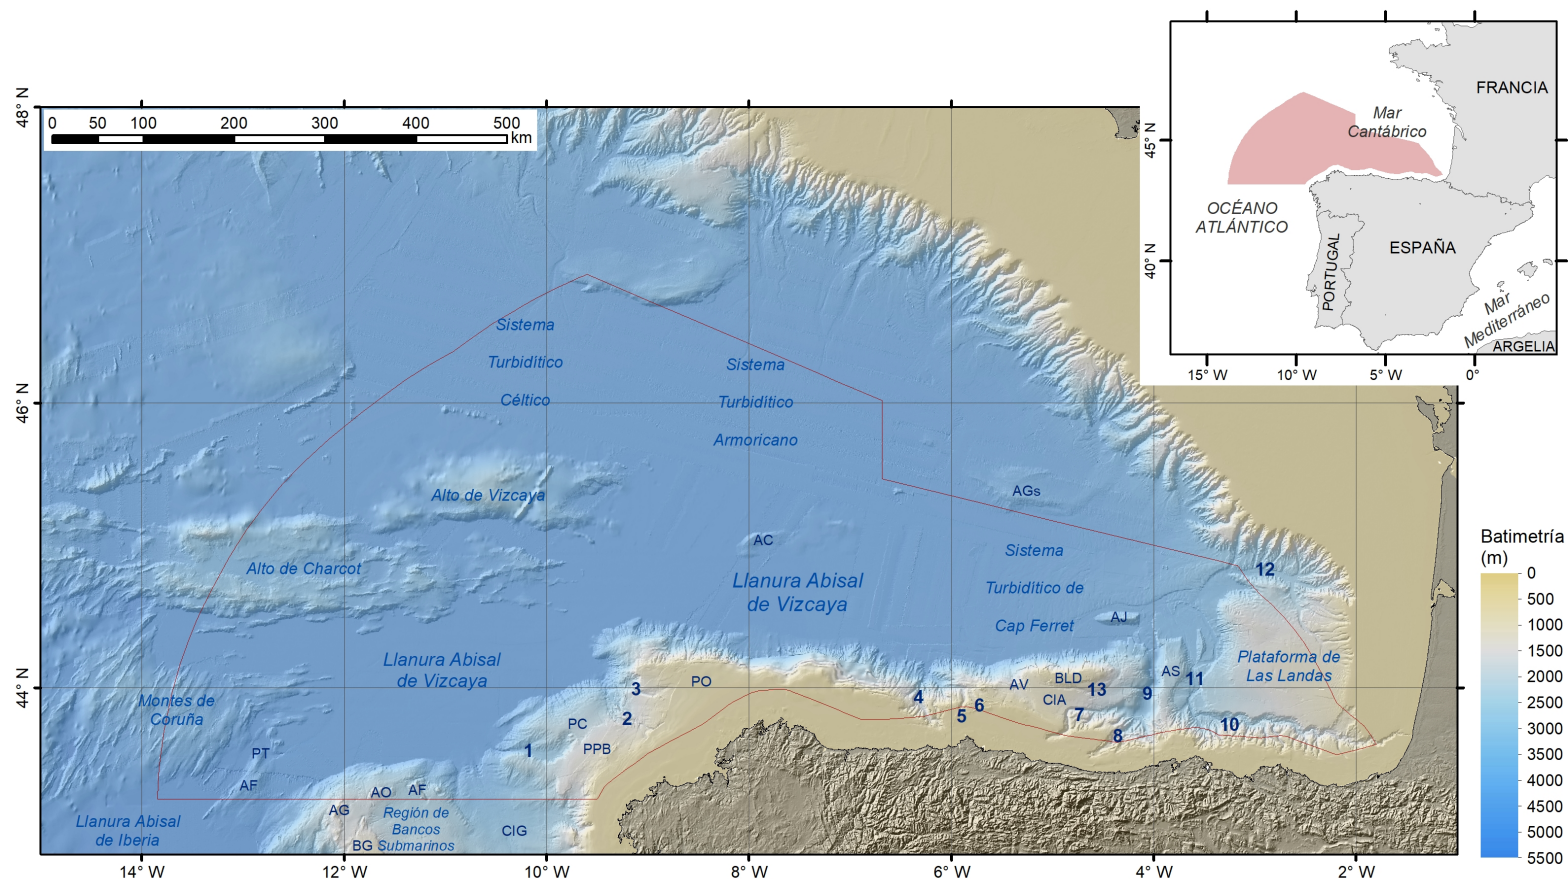 48° N
46° N
44° N
0 50 100 200 300 400 500
km
Sistema
Turbidítico
Céltico
Sistema
Turbidítico
Armoricano
Alto de Vizcaya
Alto de Charcot
AGs
AC
Llanura Abisal
de Vizcaya
Sistema
Turbidítico de
Cap Ferret
12
AJ
Llanura Abisal
de Vizcaya
Plataforma de
Las Landas
3
PO
4
AV
BLD
13
CIA
9
AS
11
Montes de
Coruña
PC
2
5
6
7
8
10
1
PPB
PT
AF
AO
AF
AG
Región de
Bancos
Submarinos
BG
CIG
Llanura Abisal
de Iberia
14° W
12° W
10° W
8° W
6° W
4° W
2° W
FRANCIA
Mar
Cantábrico
OCÉANO
ATLÁNTICO
PORTUGAL
ESPAÑA
Mar
Mediterráneo
ARGELIA
45° N
40° N
15° W
10° W
5° W
0°
Batimetría
(m)
0
500
1000
1500
2000
2500
3000
3500
4000
4500
5000
5500